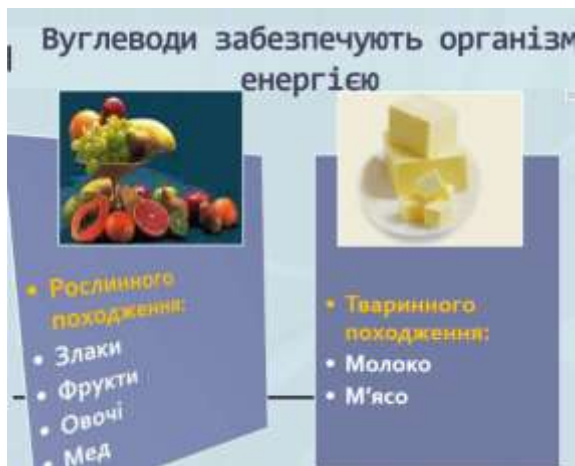 Вуглеводи забезпечують організм
енергією
• Рослинного
походження:
• Злаки
• Фрукти
• Овочі
• Мед
• Тваринного
походження:
• Молоко
• М'ясо